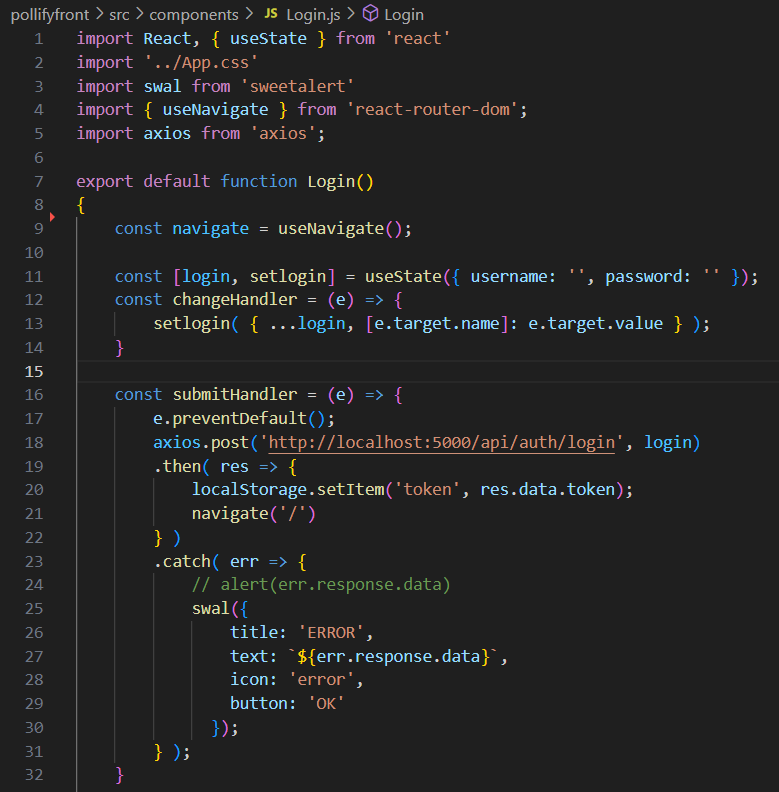 pollifyfront > src > components > JS Login.js > Login
1 import React, { useState } from 'react'
2 import '../App.css'
3 import swal from 'sweetalert'
4 import { useNavigate } from 'react-router-dom';
5 import axios from 'axios';
6
7 export default function Login()
8 {
9     const navigate = useNavigate();
10
11     const [login, setlogin] = useState({ username: '', password: '' });
12     const changeHandler = (e) => {
13         setlogin( { ...login, [e.target.name]: e.target.value } );
14     }
15
16     const submitHandler = (e) => {
17         e.preventDefault();
18         axios.post('http://localhost:5000/api/auth/login', login)
19         .then( res => {
20             localStorage.setItem('token', res.data.token);
21             navigate('/')
22         } )
23         .catch( err => {
24             // alert(err.response.data)
25             swal({
26                 title: 'ERROR',
27                 text: `${err.response.data}`,
28                 icon: 'error',
29                 button: 'OK'
30               });
31         } );
32     }